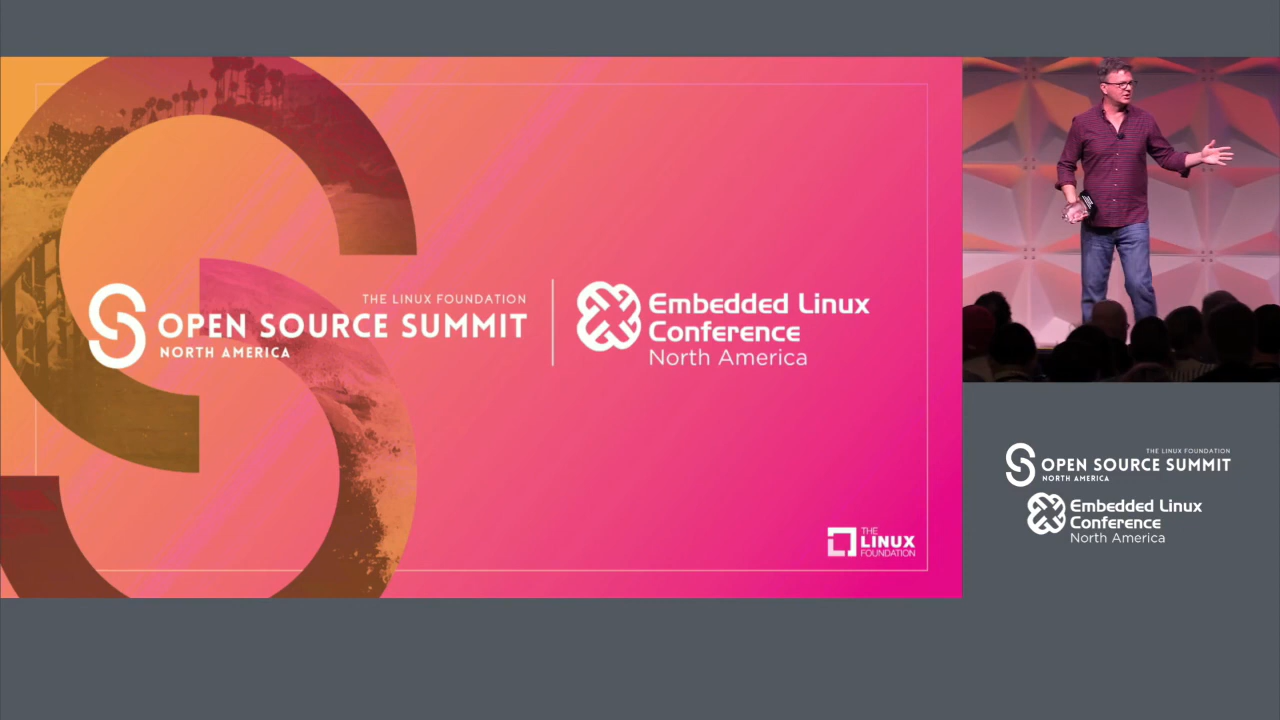 THE LINUX FOUNDATION
OPEN SOURCE SUMMIT
NORTH AMERICA
Embedded Linux
Conference
North America
THE
LINUX
FOUNDATION
THE LINUX FOUNDATION
OPEN SOURCE SUMMIT
NORTH AMERICA
Embedded Linux
Conference
North America